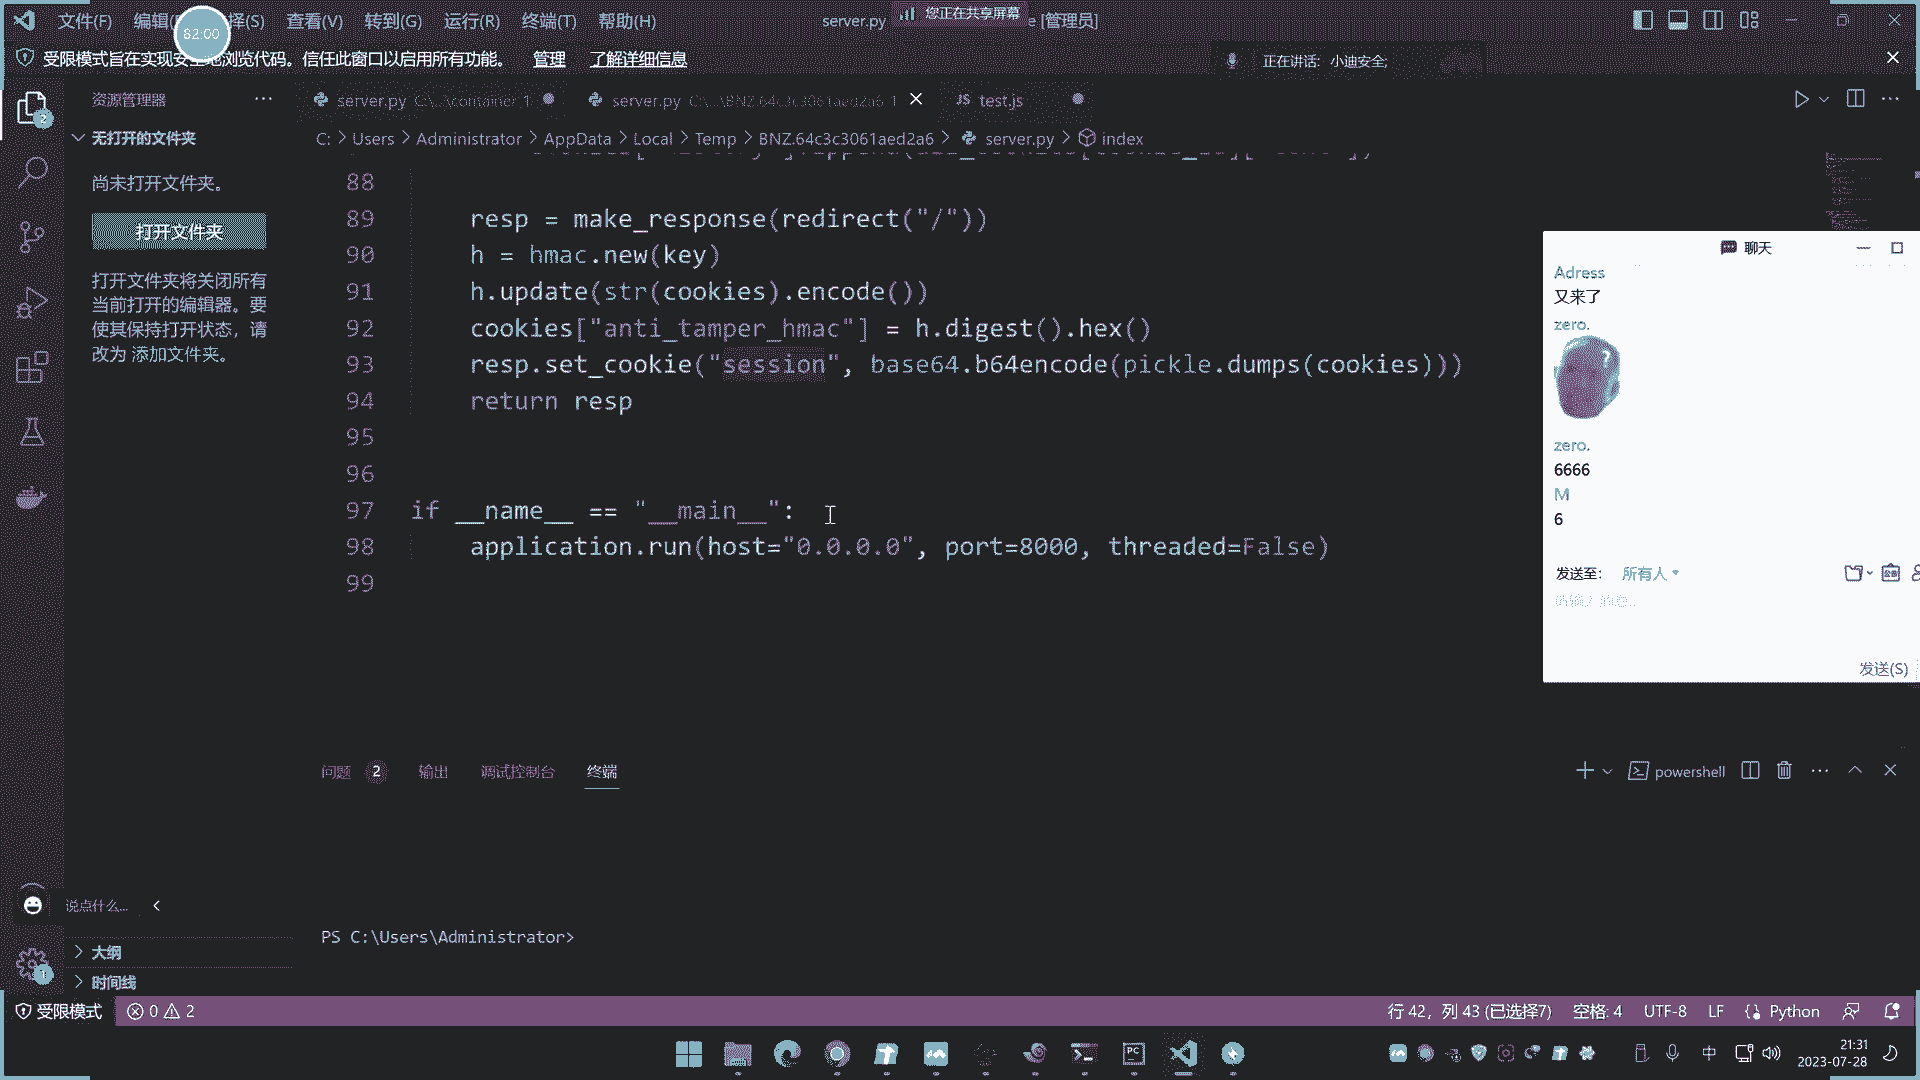 文件(F) 编辑 选择(S) 查看(V) 转到(G) 运行(R) 终端(T) 帮助(H)
82:00
server.py
您正在共享屏幕
[管理员]
受限模式旨在实现安全地浏览代码。信任此窗口以启用所有功能。 管理 了解详细信息
正在讲话: 小迪安全;
资源管理器
server.py C:\...\container 1
server.py C:\...\BNZ.64c3c3061aed2a6 1
JS test.js
2
无打开的文件夹
C: > Users > Administrator > AppData > Local > Temp > BNZ.64c3c3061aed2a6 > server.py > index
尚未打开文件夹。
打开文件夹
打开文件夹将关闭所有
当前打开的编辑器。要
使其保持打开状态，请
改为 添加文件夹。
88
89 resp = make_response(redirect("/"))
90 h = hmac.new(key)
91 h.update(str(cookies).encode())
92 cookies["anti_tamper_hmac"] = h.digest().hex()
93 resp.set_cookie("session", base64.b64encode(pickle.dumps(cookies)))
94 return resp
95
96
97 if __name__ == "__main__":
98 application.run(host="0.0.0.0", port=8000, threaded=False)
99
聊天
Adress
又来了
zero.
zero.
6666
M
6
发送至: 所有人
请输入消息...
发送(S)
问题 2 输出 调试控制台 终端
powershell
说点什么...
PS C:\Users\Administrator>
大纲
时间线
1
受限模式 0 2
行 42，列 43 (已选择7) 空格: 4 UTF-8 LF Python
PC
中
21:31
2023-07-28